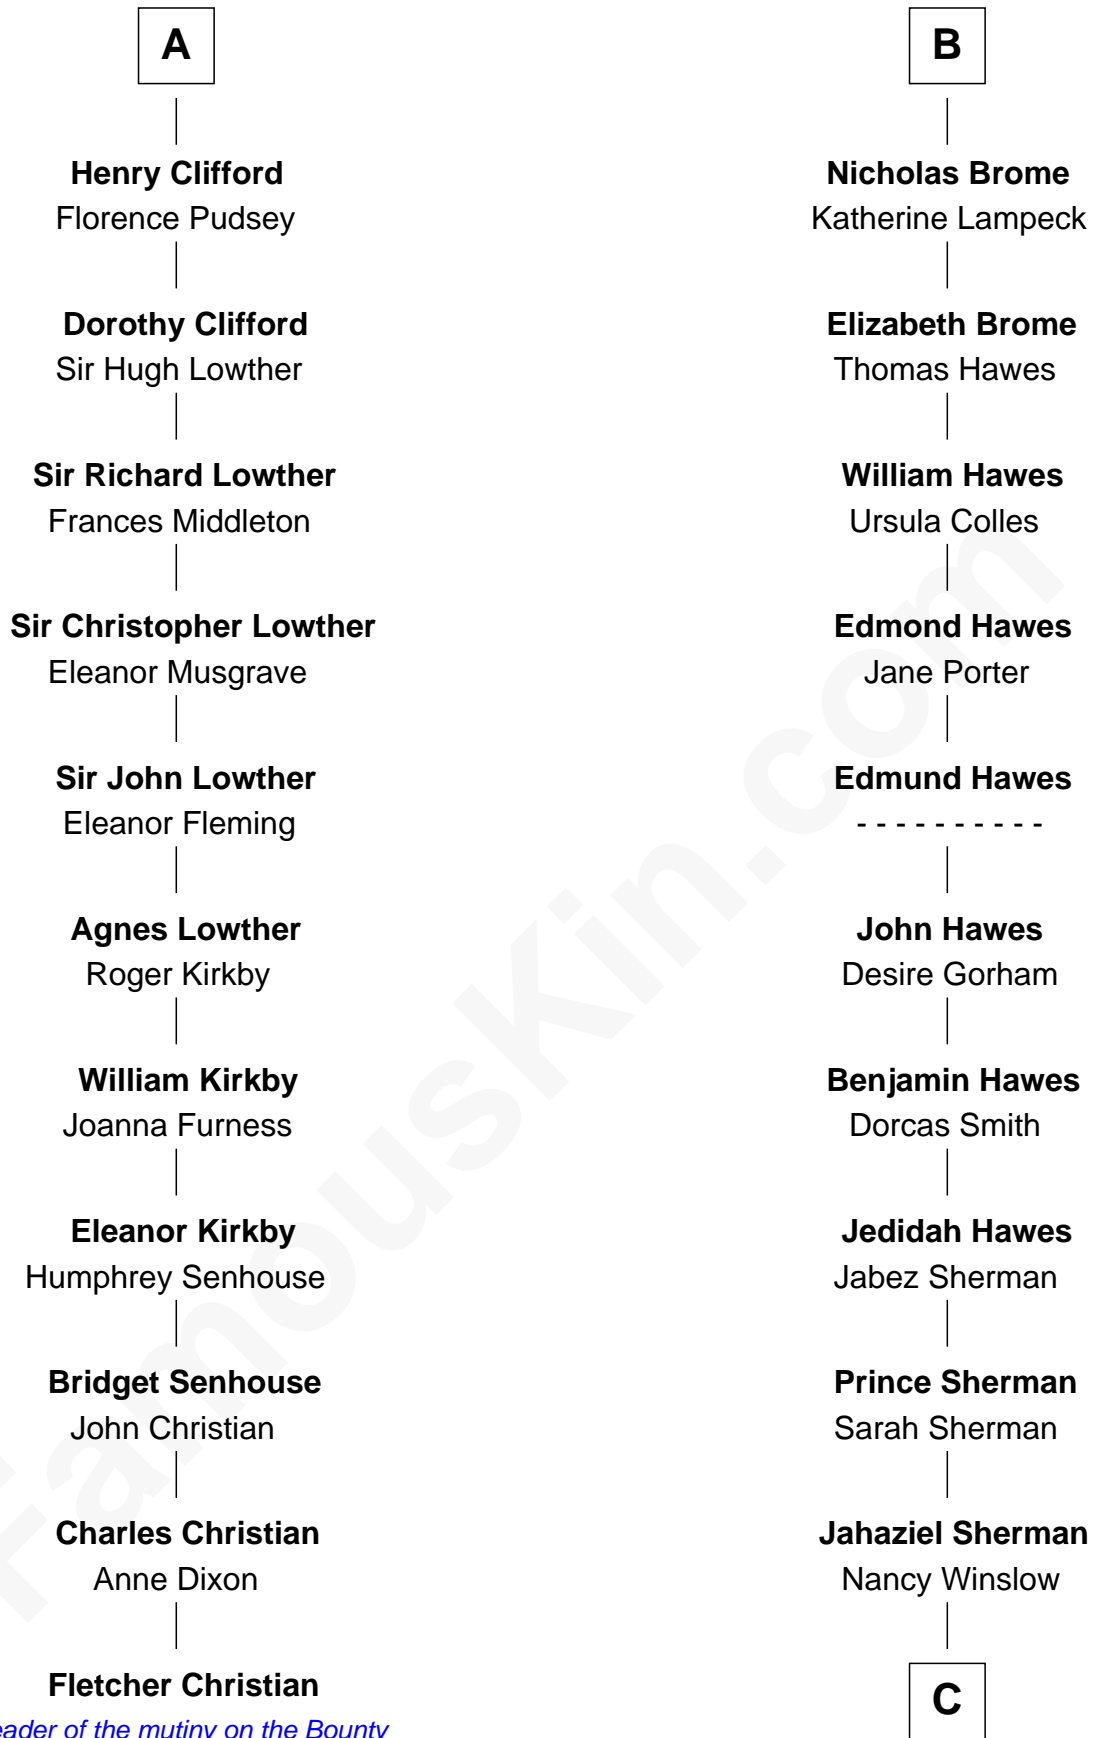 A
Henry Clifford
Florence Pudsey
Dorothy Clifford
Sir Hugh Lowther
Sir Richard Lowther
Frances Middleton
Sir Christopher Lowther
Eleanor Musgrave
Sir John Lowther
Eleanor Fleming
Agnes Lowther
Roger Kirkby
William Kirkby
Joanna Furness
Eleanor Kirkby
Humphrey Senhouse
Bridget Senhouse
John Christian
Charles Christian
Anne Dixon
Fletcher Christian
eader of the mutiny on the Bounty
B
Nicholas Brome
Katherine Lampeck
Elizabeth Brome
Thomas Hawes
William Hawes
Ursula Colles
Edmond Hawes
Jane Porter
Edmund Hawes
- - - - - - - - - -
John Hawes
Desire Gorham
Benjamin Hawes
Dorcas Smith
Jedidah Hawes
Jabez Sherman
Prince Sherman
Sarah Sherman
Jahaziel Sherman
Nancy Winslow
C
FamousKin.com